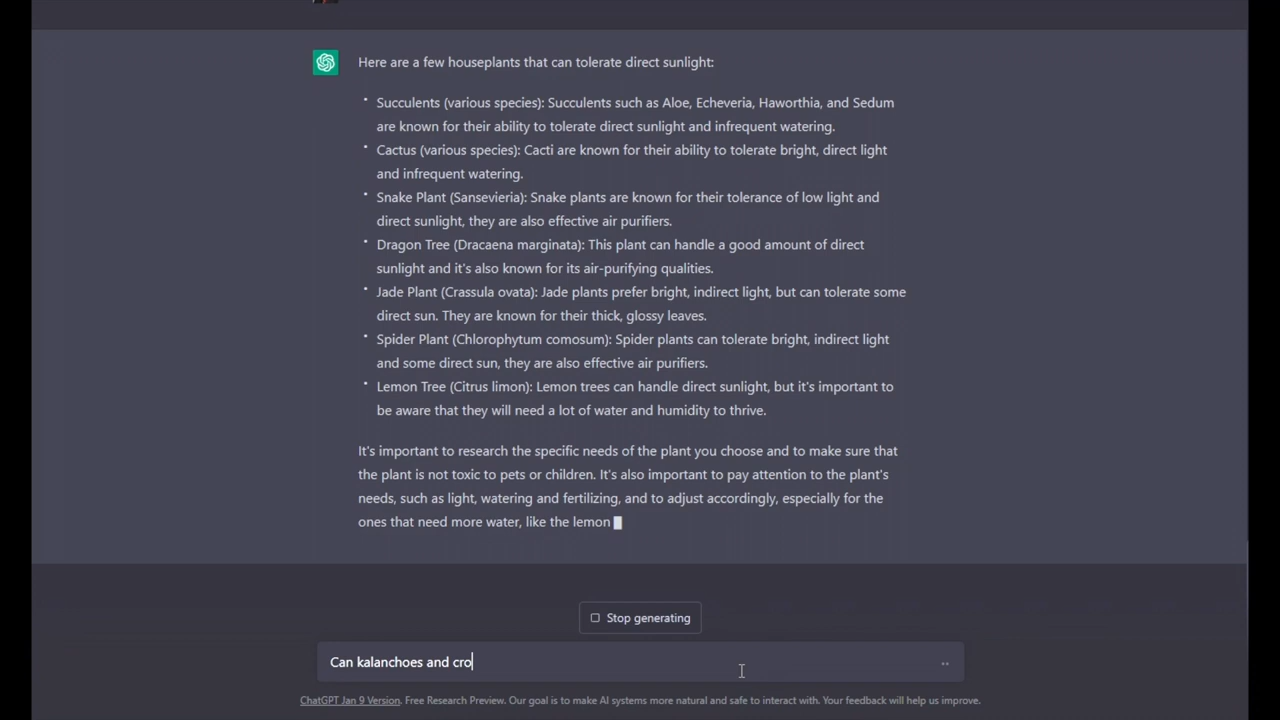 Here are a few houseplants that can tolerate direct sunlight:
• Succulents (various species): Succulents such as Aloe, Echeveria, Haworthia, and Sedum
are known for their ability to tolerate direct sunlight and infrequent watering.
• Cactus (various species): Cacti are known for their ability to tolerate bright, direct light
and infrequent watering.
• Snake Plant (Sansevieria): Snake plants are known for their tolerance of low light and
direct sunlight, they are also effective air purifiers.
• Dragon Tree (Dracaena marginata): This plant can handle a good amount of direct
sunlight and it's also known for its air-purifying qualities.
• Jade Plant (Crassula ovata): Jade plants prefer bright, indirect light, but can tolerate some
direct sun. They are known for their thick, glossy leaves.
• Spider Plant (Chlorophytum comosum): Spider plants can tolerate bright, indirect light
and some direct sun, they are also effective air purifiers.
• Lemon Tree (Citrus limon): Lemon trees can handle direct sunlight, but it's important to
be aware that they will need a lot of water and humidity to thrive.
It's important to research the specific needs of the plant you choose and to make sure that
the plant is not toxic to pets or children. It's also important to pay attention to the plant's
needs, such as light, watering and fertilizing, and to adjust accordingly, especially for the
ones that need more water, like the lemon
Stop generating
Can kalanchoes and cro
ChatGPT Jan 9 Version. Free Research Preview. Our goal is to make AI systems more natural and safe to interact with. Your feedback will help us improve.